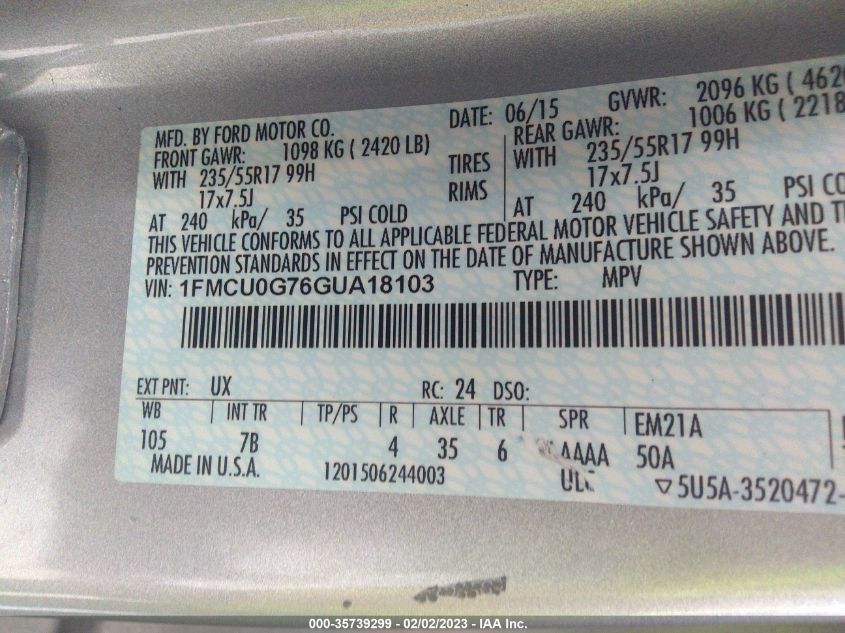 MFD. BY FORD MOTOR CO. DATE: 06/15 GVWR: 2096 KG ( 4620
FRONT GAWR: 1098 KG ( 2420 LB) REAR GAWR: 1006 KG ( 2218
WITH 235/55R17 99H TIRES WITH 235/55R17 99H
17x7.5J RIMS 17x7.5J
AT 240 kPa/ 35 PSI COLD AT 240 kPa/ 35 PSI CO
THIS VEHICLE CONFORMS TO ALL APPLICABLE FEDERAL MOTOR VEHICLE SAFETY AND T
PREVENTION STANDARDS IN EFFECT ON THE DATE OF MANUFACTURE SHOWN ABOVE.
VIN: 1FMCU0G76GUA18103 TYPE: MPV
EXT PNT: UX RC: 24 DSO:
WB INT TR TP/PS R AXLE TR SPR EM21A
105 7B 4 35 6 AAAA 50A
MADE IN U.S.A. 1201506244003 ▽5U5A-3520472-
000-35739299 — 02/02/2023 — IAA Inc.